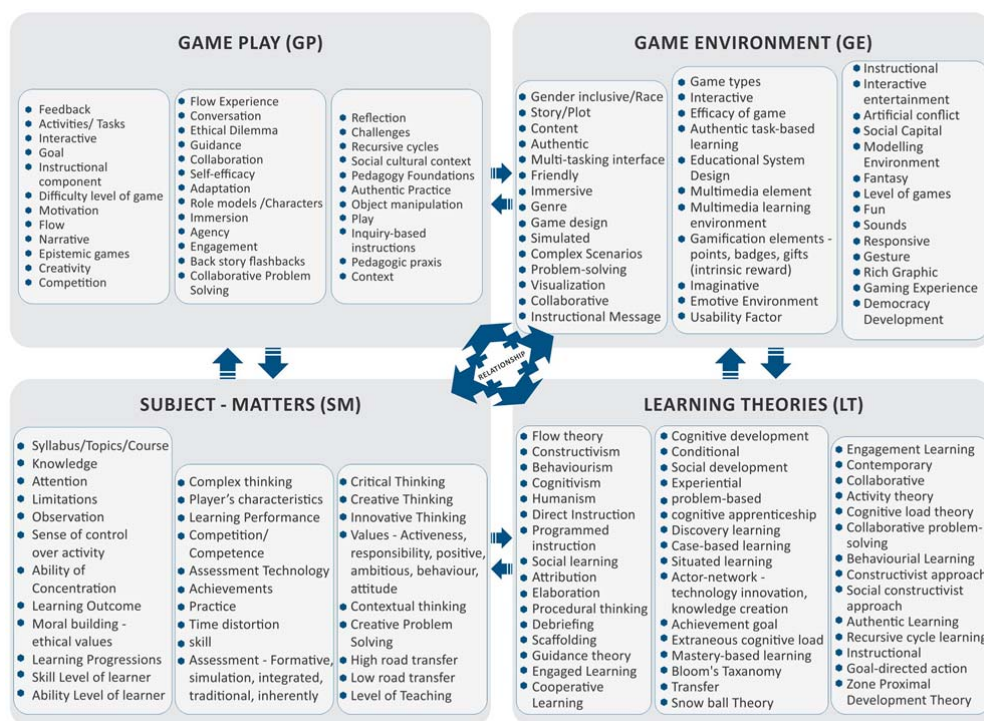 GAME PLAY (GP)
Feedback
Activities/ Tasks
Interactive
Goal
Instructional
component
Difficulty level of game
Motivation
Flow
Narrative
Epistemic games
Creativity
Competition
Flow Experience
Conversation
Ethical Dilemma
Guidance
Collaboration
Self-efficacy
Adaptation
Role models /Characters
Immersion
Agency
Engagement
Back story flashbacks
Collaborative Problem
Solving
Reflection
Challenges
Recursive cycles
Social cultural context
Pedagogy Foundations
Authentic Practice
Object manipulation
Play
Inquiry-based
instructions
Pedagogic praxis
Context
GAME ENVIRONMENT (GE)
Gender inclusive/Race
Story/Plot
Content
Authentic
Multi-tasking interface
Friendly
Immersive
Genre
Game design
Simulated
Complex Scenarios
Problem-solving
Visualization
Collaborative
Instructional Message
Game types
Interactive
Efficacy of game
Authentic task-based
learning
Educational System
Design
Multimedia element
Multimedia learning
environment
Gamification elements -
points, badges, gifts
(intrinsic reward)
Imaginative
Emotive Environment
Usability Factor
Instructional
Interactive
entertainment
Artificial conflict
Social Capital
Modelling
Environment
Fantasy
Level of games
Fun
Sounds
Responsive
Gesture
Rich Graphic
Gaming Experience
Democracy
Development
RELATIONSHIP
SUBJECT - MATTERS (SM)
Syllabus/Topics/Course
Knowledge
Attention
Limitations
Observation
Sense of control
over activity
Ability of
Concentration
Learning Outcome
Moral building -
ethical values
Learning Progressions
Skill Level of learner
Ability Level of learner
Complex thinking
Player's characteristics
Learning Performance
Competition/
Competence
Assessment Technology
Achievements
Practice
Time distortion
skill
Assessment - Formative,
simulation, integrated,
traditional, inherently
Critical Thinking
Creative Thinking
Innovative Thinking
Values - Activeness,
responsibility, positive,
ambitious, behaviour,
attitude
Contextual thinking
Creative Problem
Solving
High road transfer
Low road transfer
Level of Teaching
LEARNING THEORIES (LT)
Flow theory
Constructivism
Behaviourism
Cognitivism
Humanism
Direct Instruction
Programmed
instruction
Social learning
Attribution
Elaboration
Procedural thinking
Debriefing
Scaffolding
Guidance theory
Engaged Learning
Cooperative
Learning
Cognitive development
Conditional
Social development
Experiential
problem-based
cognitive apprenticeship
Discovery learning
Case-based learning
Situated learning
Actor-network -
technology innovation,
knowledge creation
Achievement goal
Extraneous cognitive load
Mastery-based learning
Bloom's Taxanomy
Transfer
Snow ball Theory
Engagement Learning
Contemporary
Collaborative
Activity theory
Cognitive load theory
Collaborative problem-
solving
Behaviourial Learning
Constructivist approach
Social constructivist
approach
Authentic Learning
Recursive cycle learning
Instructional
Goal-directed action
Zone Proximal
Development Theory